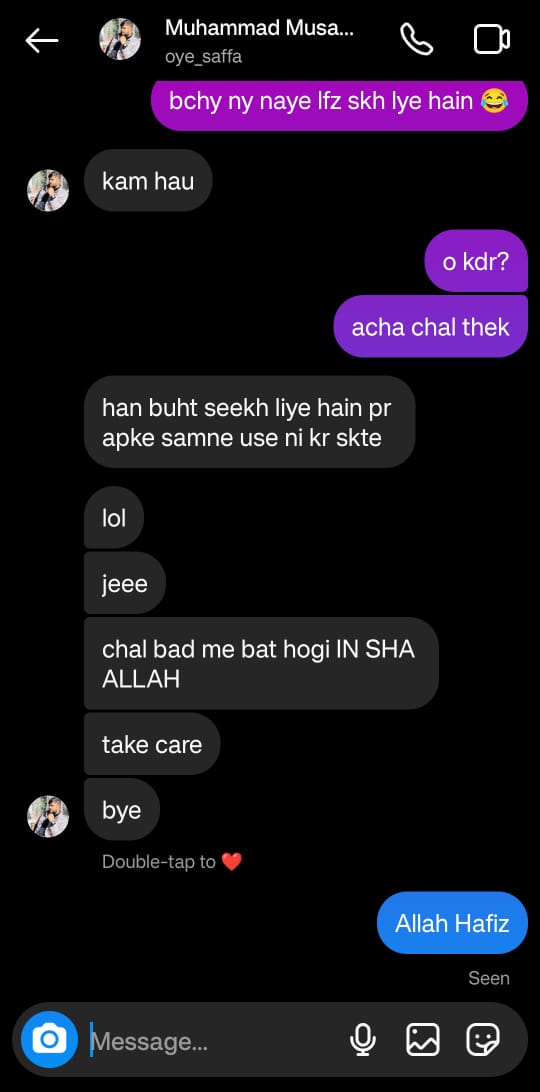 Muhammad Musa...
oye_saffa
bchy ny naye lfz skh lye hain 😂
kam hau
o kdr?
acha chal thek
han buht seekh liye hain pr
apke samne use ni kr skte
lol
jeee
chal bad me bat hogi IN SHA
ALLAH
take care
bye
Double-tap to ❤️
Allah Hafiz
Seen
Message...